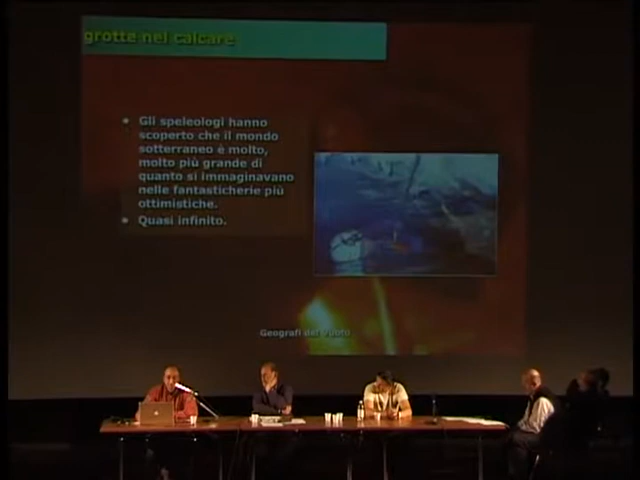 grotte nel calcare
• Gli speleologi hanno
scoperto che il mondo
sotterraneo è molto,
molto più grande di
quanto si immaginavano
nelle fantasticherie più
ottimistiche.
• Quasi infinito.
Geografi del vuoto